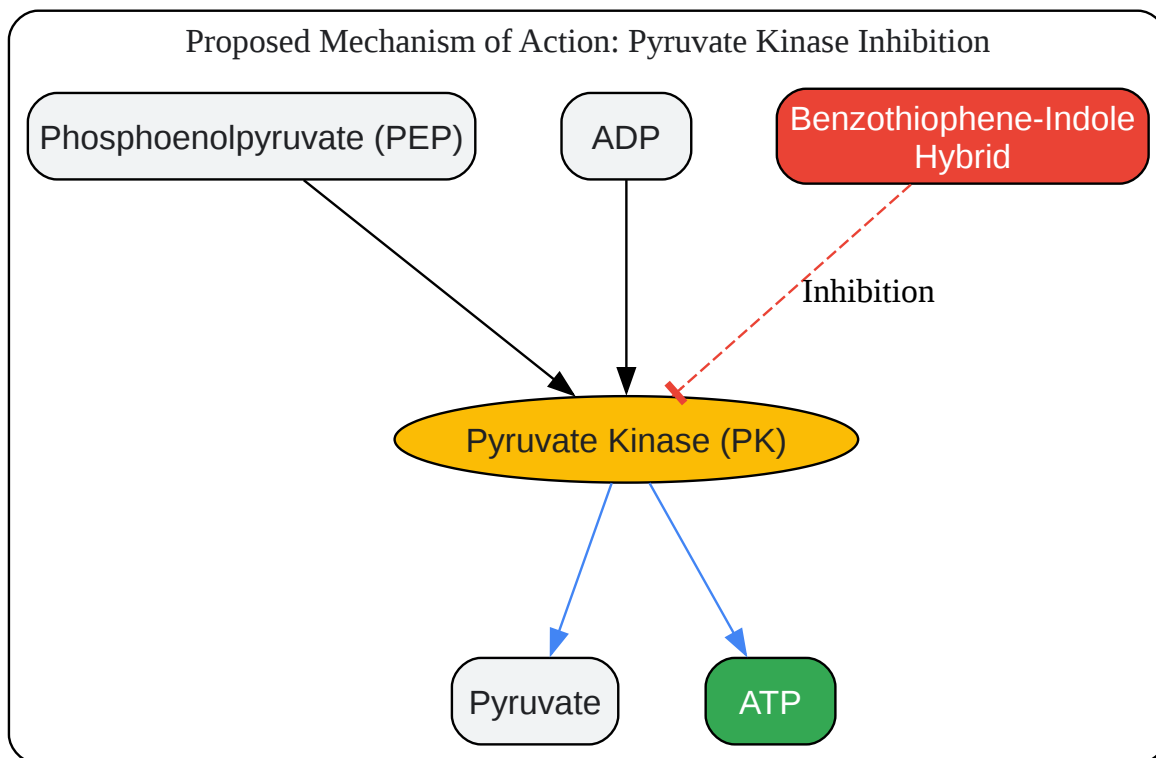 Proposed Mechanism of Action: Pyruvate Kinase Inhibition
Phosphoenolpyruvate (PEP)
ADP
Benzothiophene-Indole
Hybrid
Inhibition
Pyruvate Kinase (PK)
Pyruvate
ATP